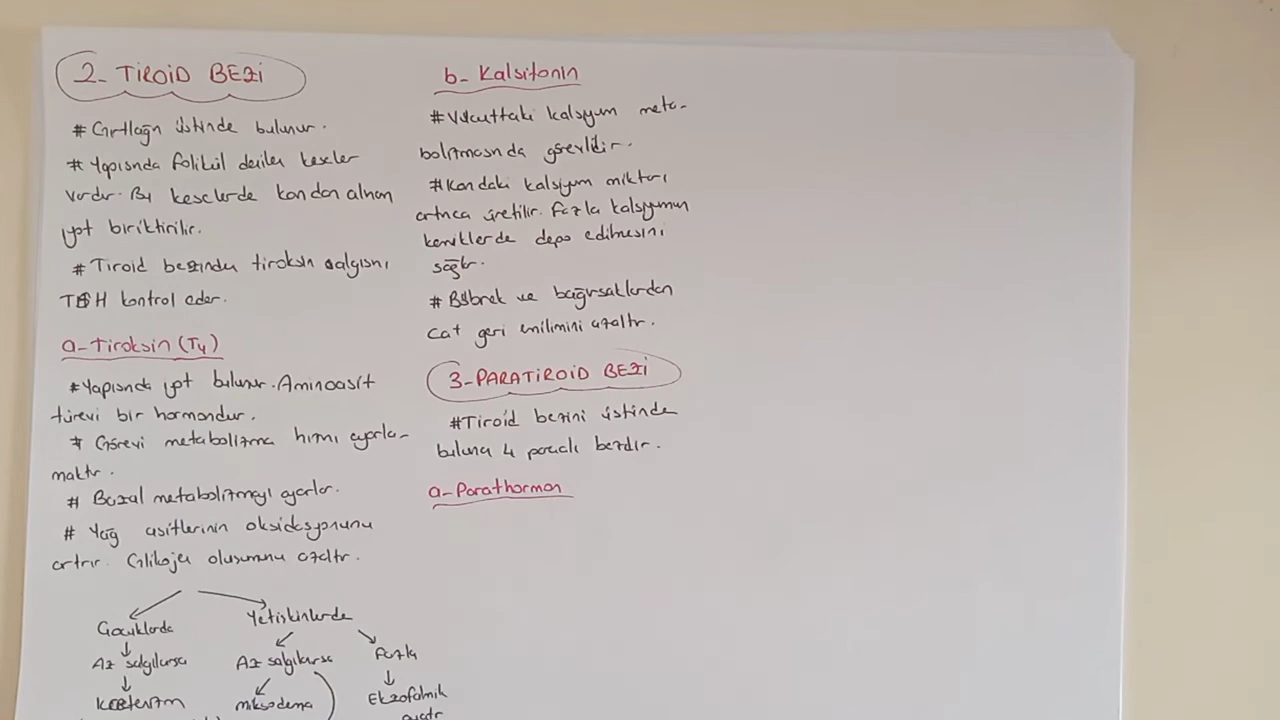 2- TİROİD BEZİ
# Gırtlağın üstünde bulunur.
# Yapısında folikül denilen keseler
vardır. Bu keselerde kandan alınan
iyot biriktirilir.
# Tiroid bezinden tiroksin salgısını
TSH kontrol eder.
a- Tiroksin (T4)
# Yapısında iyot bulunur. Aminoasit
türevi bir hormondur.
# Görevi metabolizma hızını ayarla-
maktır.
# Bazal metabolizmayı ayarlar.
# Yağ asitlerinin oksidasyonunu
artırır. Glikojen oluşumunu azaltır.
Çocuklarda
Az salgılanırsa
Kretenizm
Yetişkinlerde
Az salgılanırsa
miksödema
Fazla
Ekzoftalmik
guatr
b- Kalsitonin
# Vücuttaki kalsiyum meta-
bolizmasında görevlidir.
# Kandaki kalsiyum miktarı
artınca üretilir. Fazla kalsiyumun
kemiklerde depo edilmesini
sağlar.
# Böbrek ve bağırsaklardan
Ca+ geri emilimini azaltır.
3- PARATİROİD BEZİ
# Tiroid bezini üstünde
bulunan 4 parçalı bezdir.
a- Parathormon